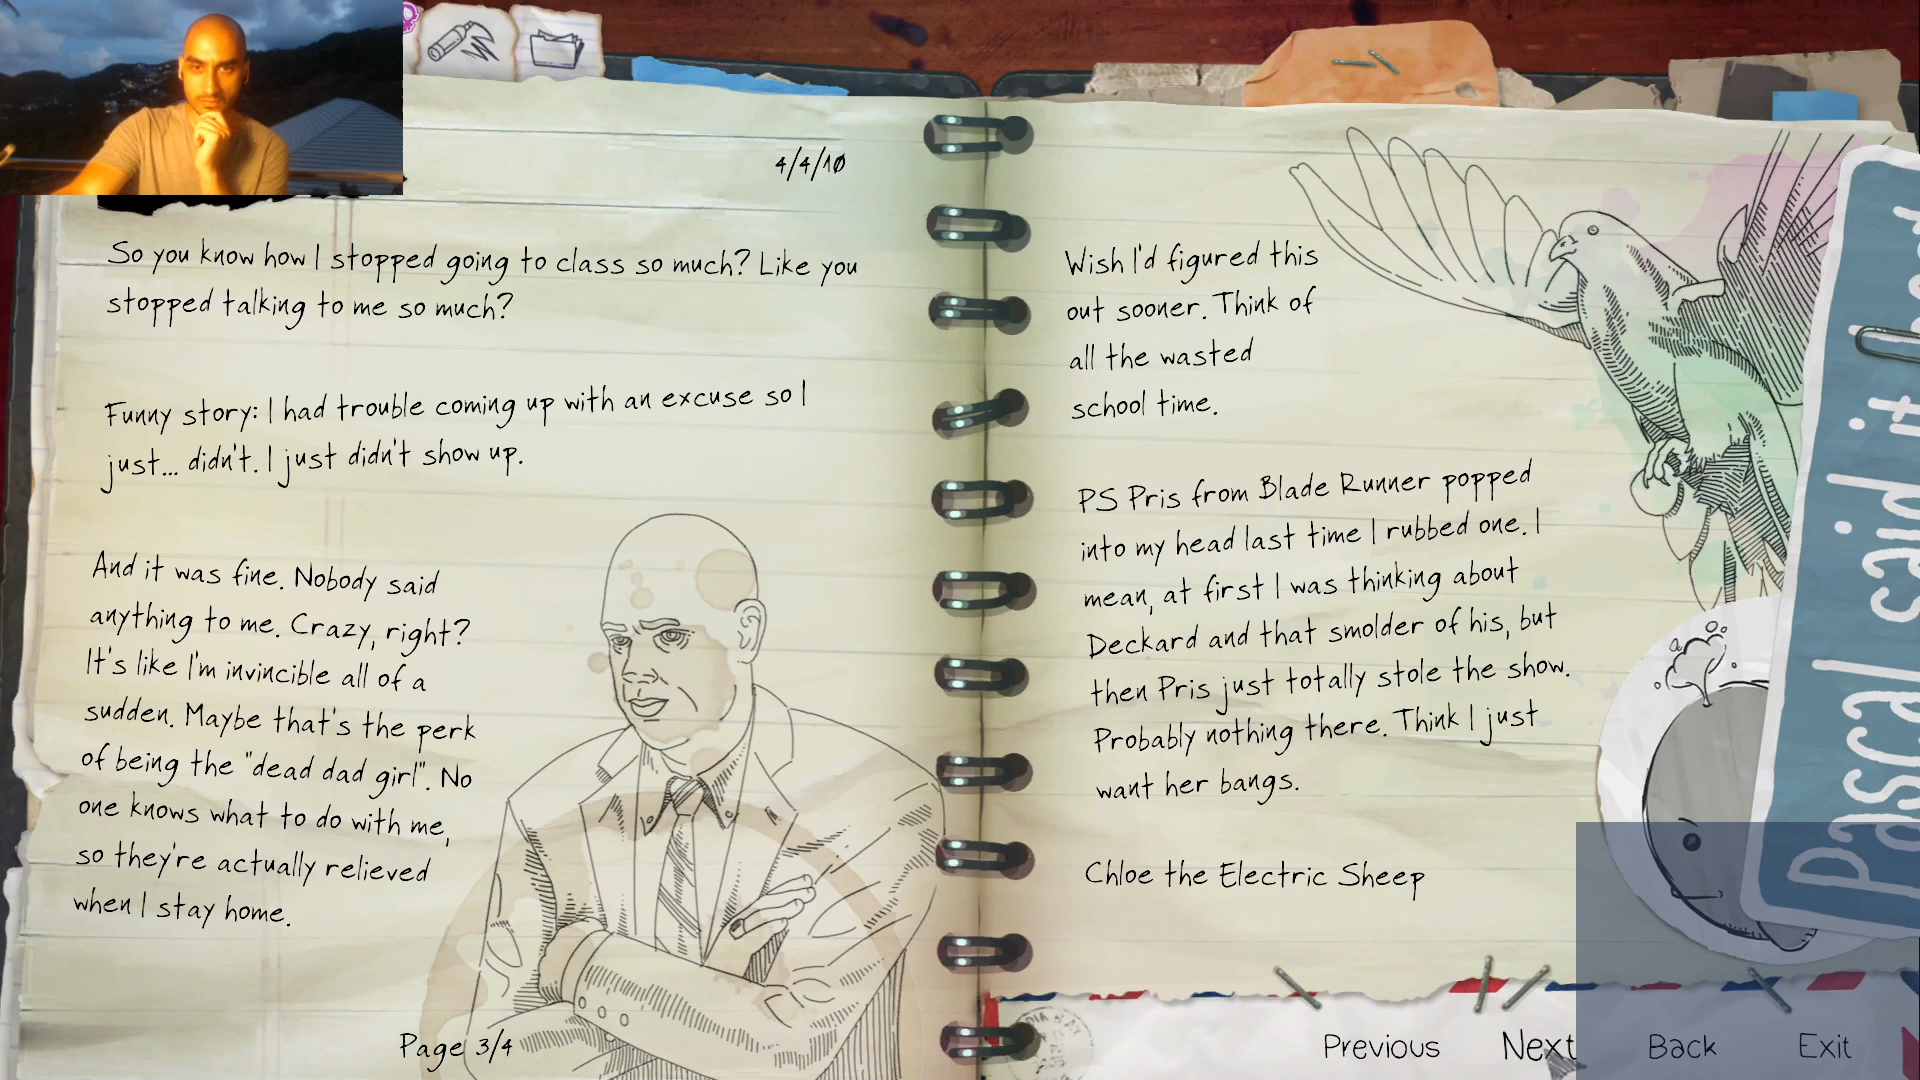 4/4/10
So you know how I stopped going to class so much? Like you
stopped talking to me so much?
Funny story: I had trouble coming up with an excuse so I
just... didn't. I just didn't show up.
And it was fine. Nobody said
anything to me. Crazy, right?
It's like I'm invincible all of a
sudden. Maybe that's the perk
of being the "dead dad girl". No
one knows what to do with me,
so they're actually relieved
when I stay home.
Page 3/4
Wish I'd figured this
out sooner. Think of
all the wasted
school time.
PS Pris from Blade Runner popped
into my head last time I rubbed one. I
mean, at first I was thinking about
Deckard and that smolder of his, but
then Pris just totally stole the show.
Probably nothing there. Think I just
want her bangs.
Chloe the Electric Sheep
Pascal said it
Previous
Next
Back
Exit